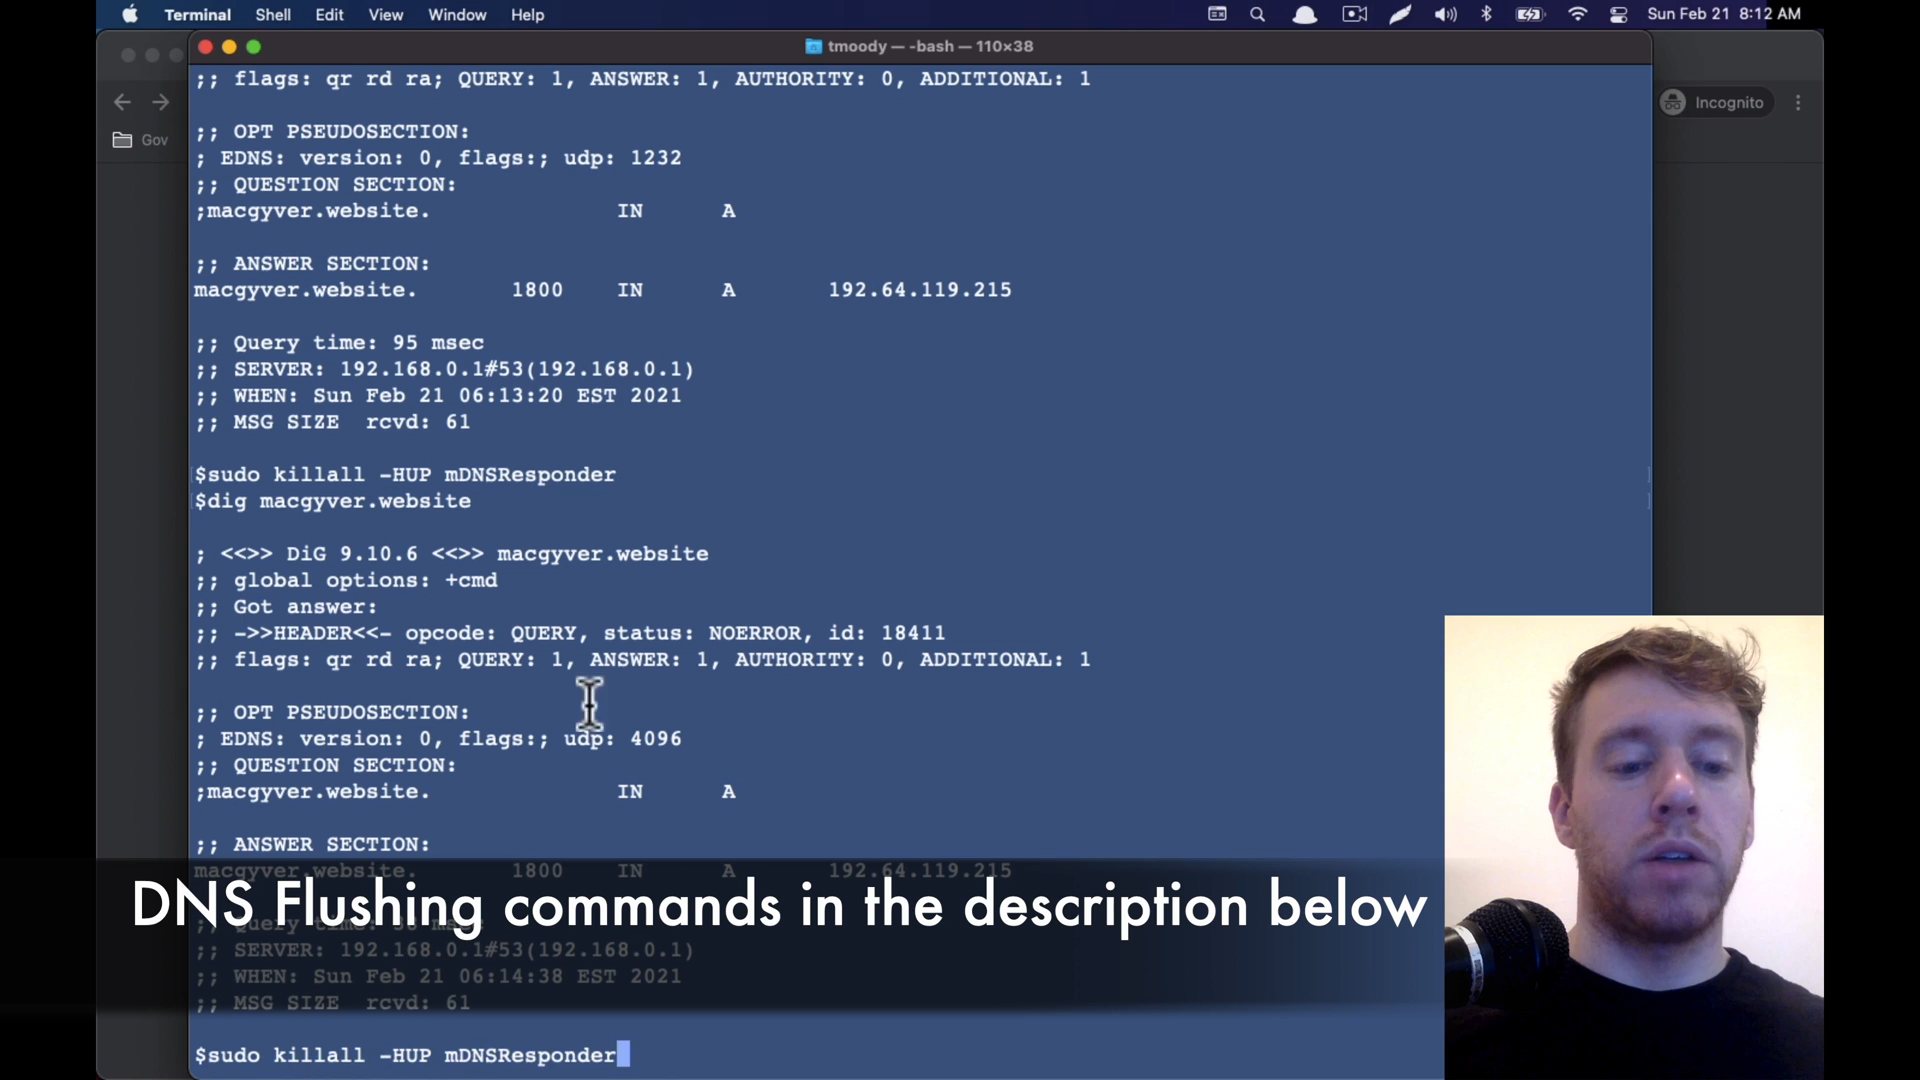 Terminal Shell Edit View Window Help Sun Feb 21 8:12 AM
tmoody — -bash — 110×38
;; flags: qr rd ra; QUERY: 1, ANSWER: 1, AUTHORITY: 0, ADDITIONAL: 1
Incognito
Gov
;; OPT PSEUDOSECTION:
; EDNS: version: 0, flags:; udp: 1232
;; QUESTION SECTION:
;macgyver.website. IN A
;; ANSWER SECTION:
macgyver.website. 1800 IN A 192.64.119.215
;; Query time: 95 msec
;; SERVER: 192.168.0.1#53(192.168.0.1)
;; WHEN: Sun Feb 21 06:13:20 EST 2021
;; MSG SIZE rcvd: 61
$sudo killall -HUP mDNSResponder
$dig macgyver.website
; <<>> DiG 9.10.6 <<>> macgyver.website
;; global options: +cmd
;; Got answer:
;; ->>HEADER<<- opcode: QUERY, status: NOERROR, id: 18411
;; flags: qr rd ra; QUERY: 1, ANSWER: 1, AUTHORITY: 0, ADDITIONAL: 1
;; OPT PSEUDOSECTION:
; EDNS: version: 0, flags:; udp: 4096
;; QUESTION SECTION:
;macgyver.website. IN A
;; ANSWER SECTION:
macgyver.website. 1800 IN A 192.64.119.215
DNS Flushing commands in the description below
;; Query time: msec
;; SERVER: 192.168.0.1#53(192.168.0.1)
;; WHEN: Sun Feb 21 06:14:38 EST 2021
;; MSG SIZE rcvd: 61
$sudo killall -HUP mDNSResponder